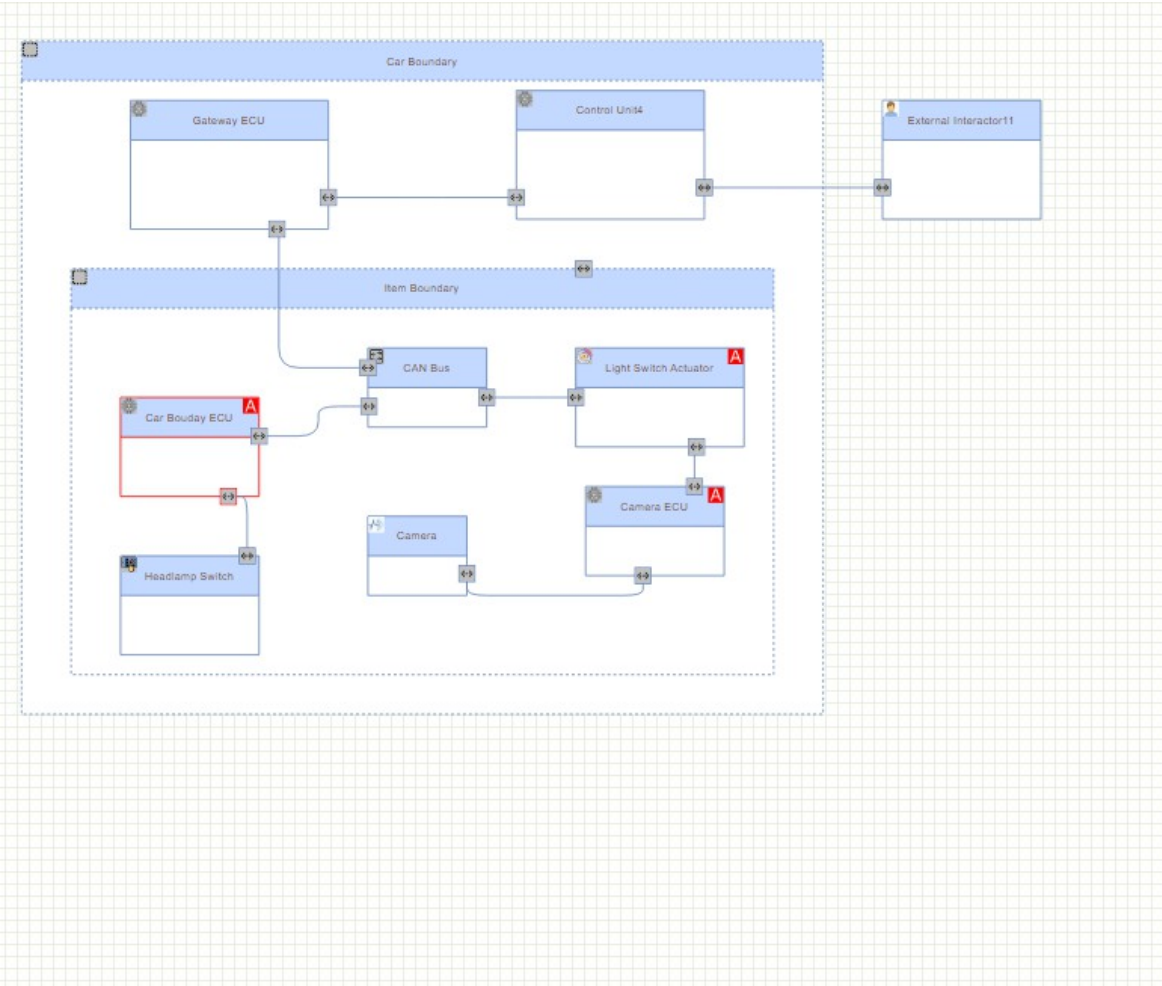 Car Boundary
Gateway ECU
Control Unit4
External Interactor11
Item Boundary
CAN Bus
Light Switch Actuator
A
Car Bouday ECU
A
Camera ECU
A
Camera
Headlamp Switch